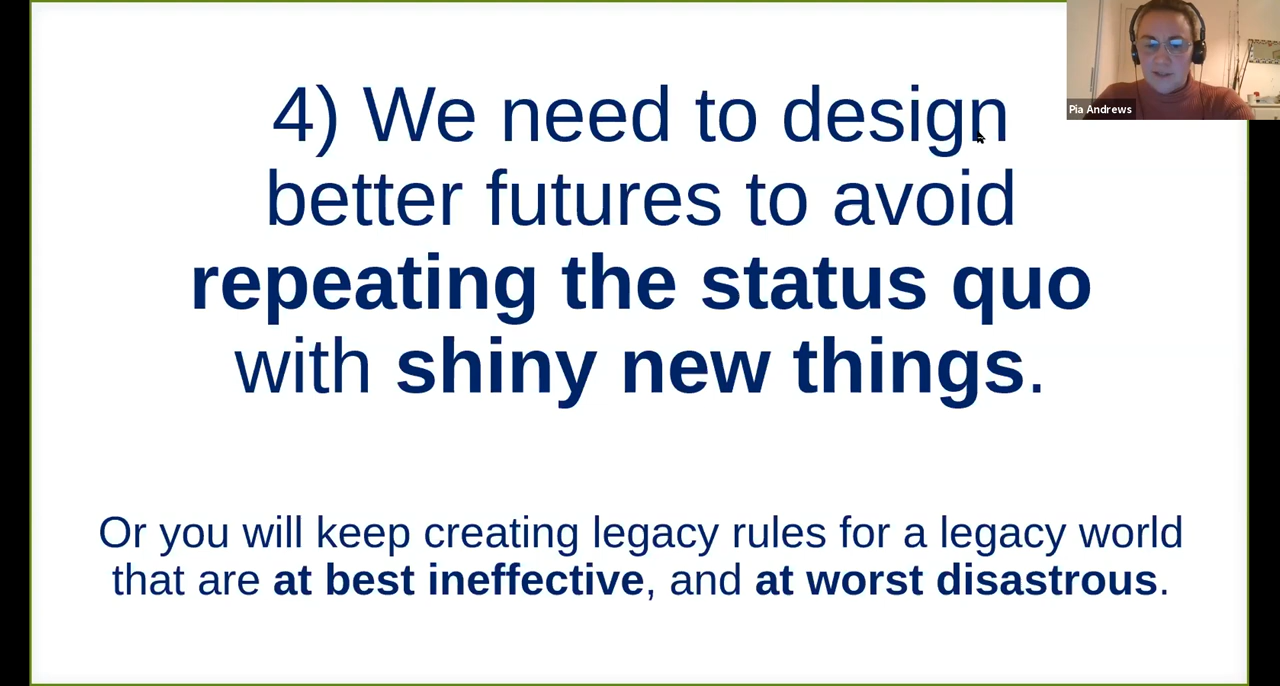 4) We need to design
better futures to avoid
repeating the status quo
with shiny new things.
Or you will keep creating legacy rules for a legacy world
that are at best ineffective, and at worst disastrous.
Pia Andrews